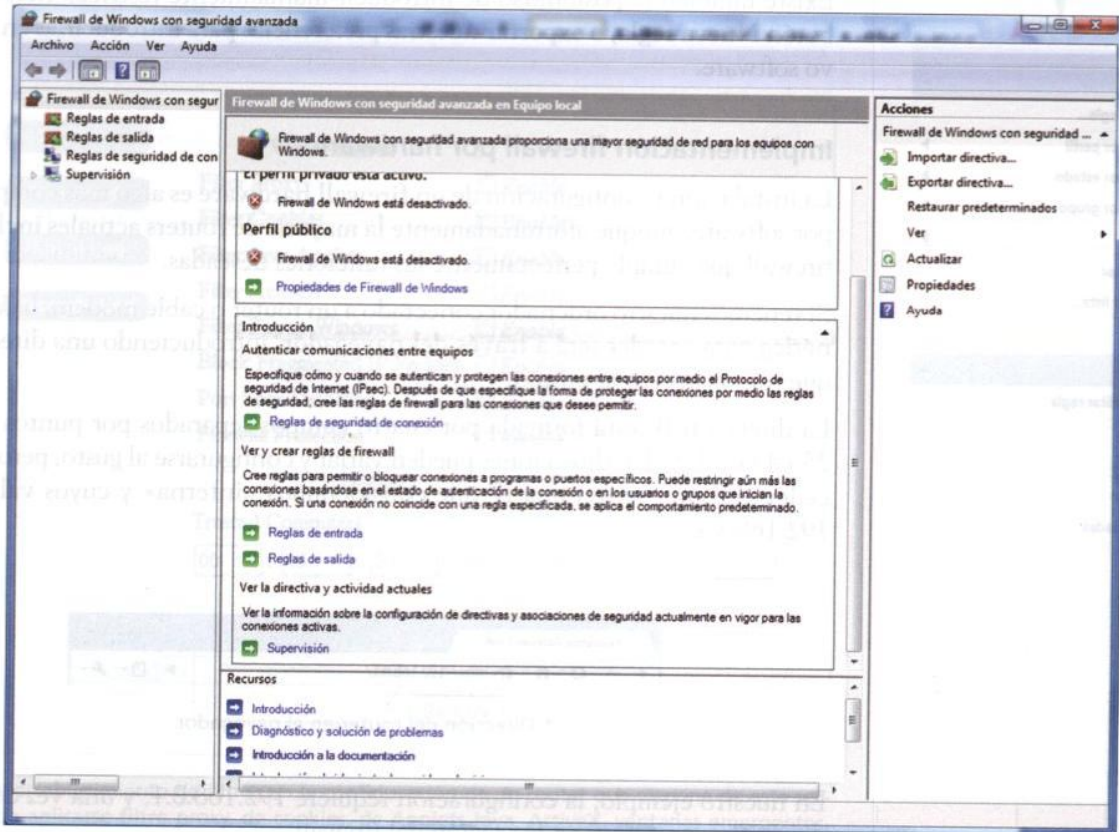 Firewall de Windows con seguridad avanzada
Archivo Acción Ver Ayuda
Firewall de Windows con segur
Reglas de entrada
Reglas de salida
Reglas de seguridad de con
Supervisión
Firewall de Windows con seguridad avanzada en Equipo local
Firewall de Windows con seguridad avanzada proporciona una mayor seguridad de red para los equipos con
Windows.
El perfil privado está activo.
Firewall de Windows está desactivado.
Perfil público
Firewall de Windows está desactivado.
Propiedades de Firewall de Windows
Introducción
Autenticar comunicaciones entre equipos
Especifique cómo y cuando se autentican y protegen las conexiones entre equipos por medio el Protocolo de
seguridad de Internet (IPsec). Después de que especifique la forma de proteger las conexiones por medio las reglas
de seguridad, cree las reglas de firewall para las conexiones que desee permitir.
Reglas de seguridad de conexión
Ver y crear reglas de firewall
Cree reglas para permitir o bloquear conexiones a programas o puertos específicos. Puede restringir aún más las
conexiones basándose en el estado de autenticación de la conexión o en los usuarios o grupos que inician la
conexión. Si una conexión no coincide con una regla especificada, se aplica el comportamiento predeterminado.
Reglas de entrada
Reglas de salida
Ver la directiva y actividad actuales
Ver la información sobre la configuración de directivas y asociaciones de seguridad actualmente en vigor para las
conexiones activas.
Supervisión
Recursos
Introducción
Diagnóstico y solución de problemas
Introducción a la documentación
Acciones
Firewall de Windows con seguridad ...
Importar directiva...
Exportar directiva...
Restaurar predeterminados
Ver
Actualizar
Propiedades
Ayuda